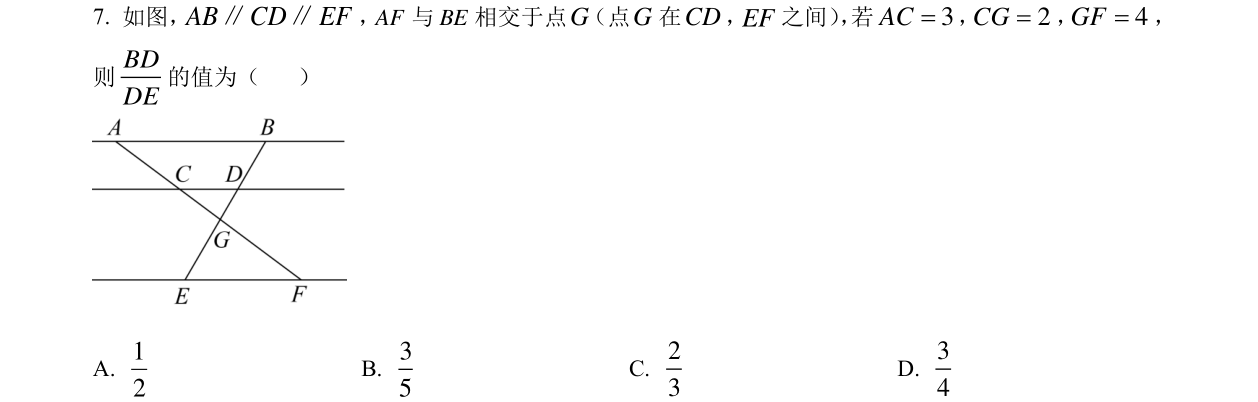 7. 如图，AB∥CD∥EF，AF 与 BE 相交于点 G（点 G 在 CD，EF 之间），若 AC = 3，CG = 2，GF = 4，
则 BD/DE 的值为（　　）
A B
C D
G
E F
A. 1/2 B. 3/5 C. 2/3 D. 3/4